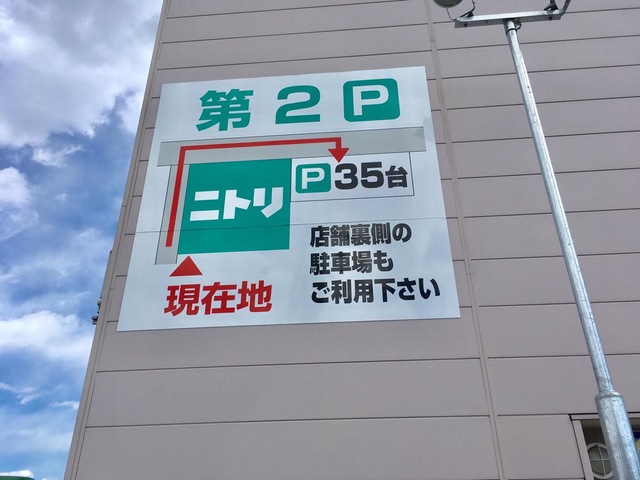 第2P
P35台
ニトリ
店舗裏側の
駐車場も
ご利用下さい
現在地